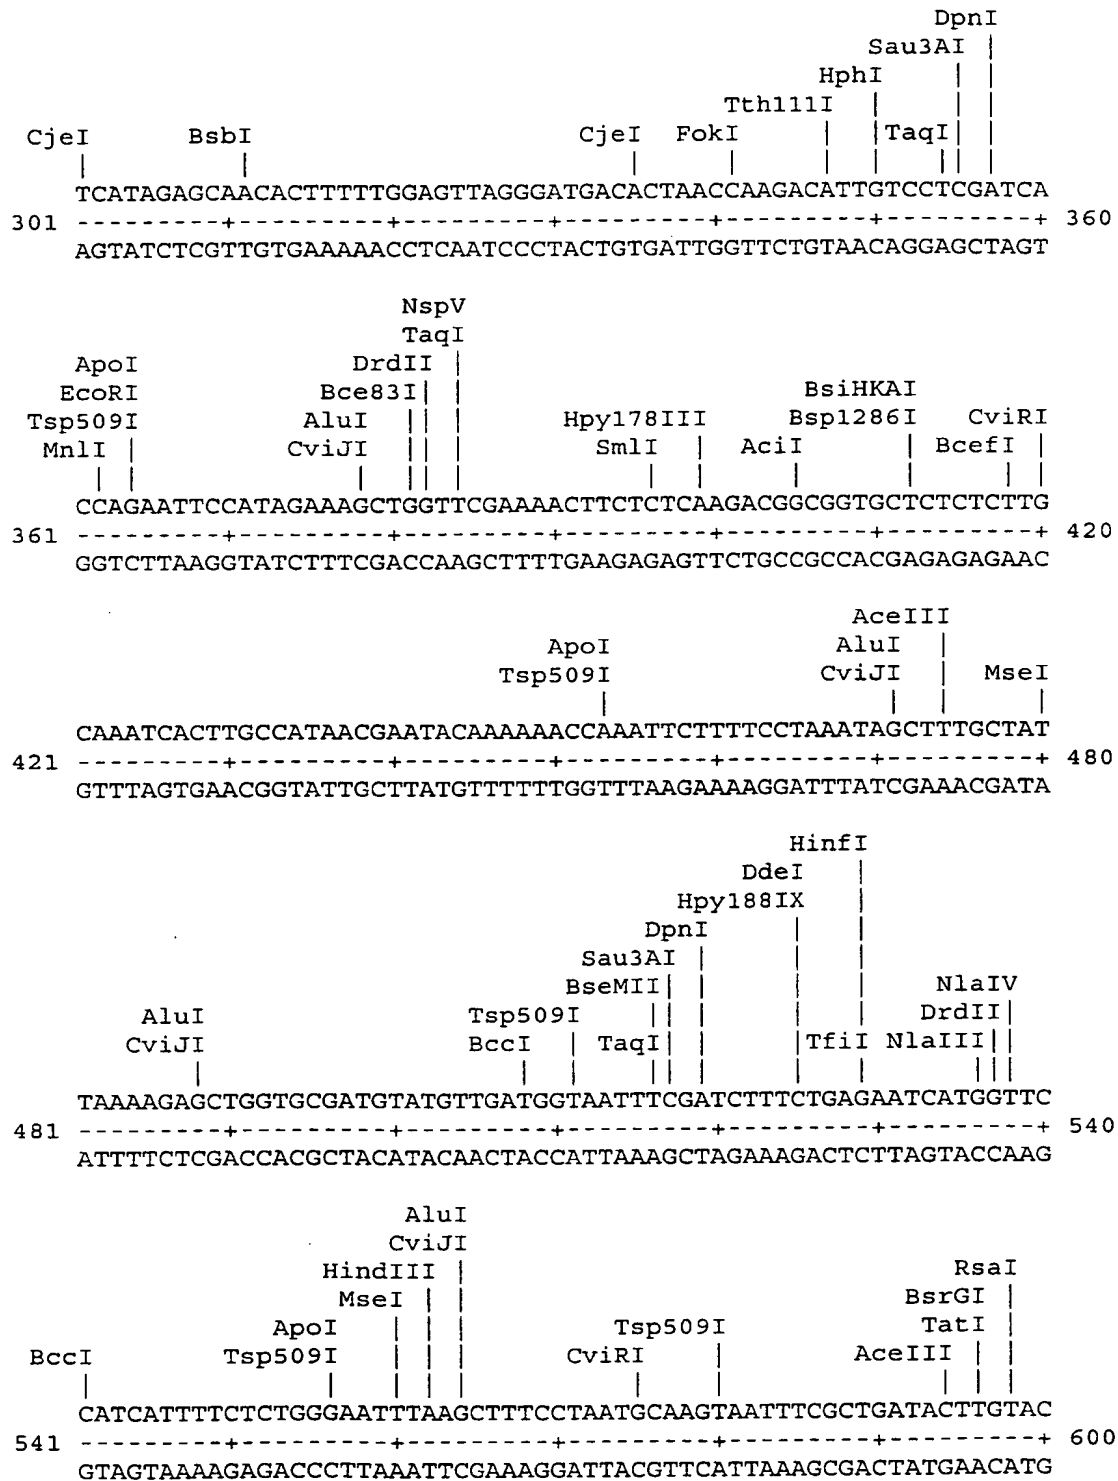 DpnI
Sau3AI |
HphI | |
Tth111I | | |
CjeI BsbI CjeI FokI | | TaqI| |
| | | | | | || |
TCATAGAGCAACACTTTTTGGAGTTAGGGATGACACTAACCAAGACATTGTCCTCGATCA
301 ---------+---------+---------+---------+---------+---------+ 360
AGTATCTCGTTGTGAAAAACCTCAATCCCTACTGTGATTGGTTCTGTAACAGGAGCTAGT
NspV
TaqI
ApoI DrdII |
EcoRI Bce83I| | BsiHKAI
Tsp509I AluI || | Hpy178III Bsp1286I CviRI
MnlI | CviJI || | SmlI | AciI | BcefI |
| | | || | | | | | | |
CCAGAATTCCATAGAAAGCTGGTTCGAAAACTTCTCTCAAGACGGCGGTGCTCTCTCTTG
361 ---------+---------+---------+---------+---------+---------+ 420
GGTCTTAAGGTATCTTTCGACCAAGCTTTTGAAGAGAGTTCTGCCGCCACGAGAGAGAAC
AceIII
ApoI AluI |
Tsp509I CviJI | MseI
| | | |
CAAATCACTTGCCATAACGAATACAAAAAACCAAATTCTTTTCCTAAATAGCTTTGCTAT
421 ---------+---------+---------+---------+---------+---------+ 480
GTTTAGTGAACGGTATTGCTTATGTTTTTTGGTTTAAGAAAAGGATTTATCGAAACGATA
HinfI
DdeI |
Hpy188IX |
DpnI | |
Sau3AI | | |
BseMII| | | | NlaIV
AluI Tsp509I || | | | DrdII|
CviJI BccI | TaqI| | |TfiI NlaIII||
| | | || | | | |||
TAAAAGAGCTGGTGCGATGTATGTTGATGGTAATTTCGATCTTTCTGAGAATCATGGTTC
481 ---------+---------+---------+---------+---------+---------+ 540
ATTTTCTCGACCACGCTACATACAACTACCATTAAAGCTAGAAAGACTCTTAGTACCAAG
AluI
CviJI
HindIII | RsaI
MseI | | BsrGI |
ApoI | | | Tsp509I TatI |
BccI Tsp509I | | | CviRI | AceIII | |
| | | | | | | | | |
CATCATTTTCTCTGGGAATTTAAGCTTTCCTAATGCAAGTAATTTCGCTGATACTTGTAC
541 ---------+---------+---------+---------+---------+---------+ 600
GTAGTAAAAGAGACCCTTAAATTCGAAAGGATTACGTTCATTAAAGCGACTATGAACATG